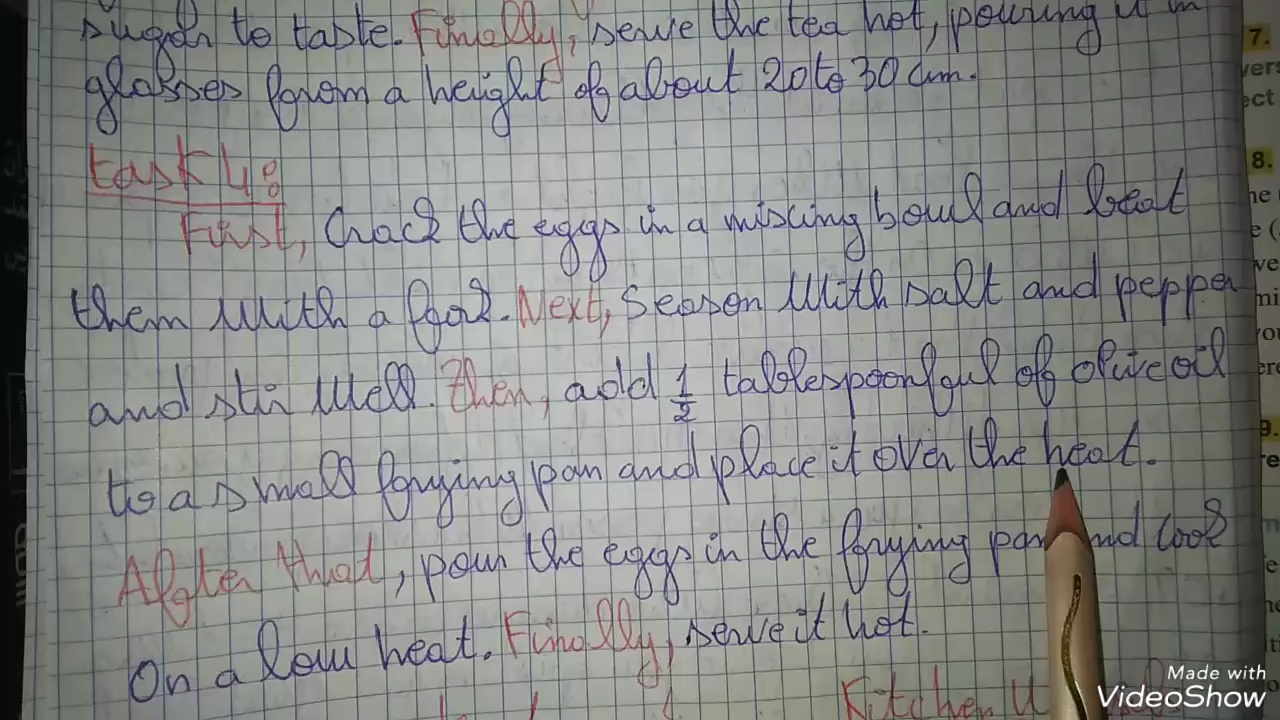 sugar to taste. Finally, serve the tea hot, pouring it in
glasses from a height of about 20 to 30 cm.
task 4:
First, Crack the eggs in a mixing bowl and beat
them with a fork. Next, season with salt and pepper
and stir well. Then, add 1/2 tablespoonful of olive oil
to a small frying pan and place it over the heat.
After that, pour the eggs in the frying pan and cook
On a low heat. Finally, serve it hot.
Kitchen
7.
8.
9.
Made with
VideoShow